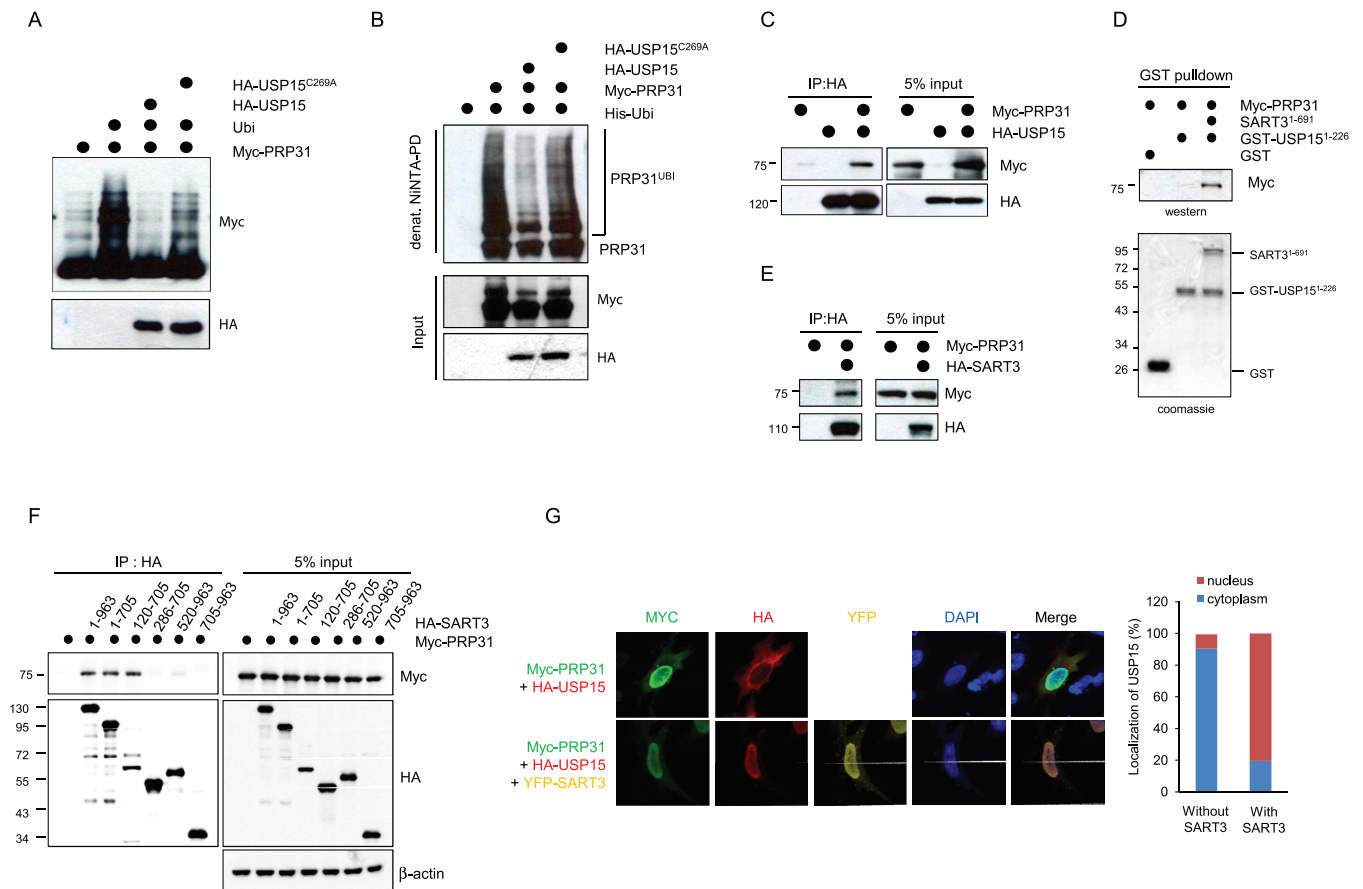 A
HA-USP15C269A
HA-USP15
Ubi
Myc-PRP31
Myc
HA
B
HA-USP15C269A
HA-USP15
Myc-PRP31
His-Ubi
denat. NiNTA-PD
PRP31UBI
PRP31
Input
Myc
HA
C
IP:HA
5% input
Myc-PRP31
HA-USP15
75
Myc
120
HA
D
GST pulldown
Myc-PRP31
SART31-691
GST-USP151-226
GST
75
Myc
western
95
72
55
43
34
26
SART31-691
GST-USP151-226
GST
coomassie
E
IP:HA
5% input
Myc-PRP31
HA-SART3
75
Myc
110
HA
F
IP : HA
5% input
1-963
1-705
120-705
286-705
520-963
705-963
1-963
1-705
120-705
286-705
520-963
705-963
HA-SART3
Myc-PRP31
75
Myc
130
95
72
55
43
34
HA
β-actin
G
MYC
HA
YFP
DAPI
Merge
Myc-PRP31
+ HA-USP15
Myc-PRP31
+ HA-USP15
+ YFP-SART3
nucleus
cytoplasm
Localization of USP15 (%)
120
100
80
60
40
20
0
Without SART3
With SART3